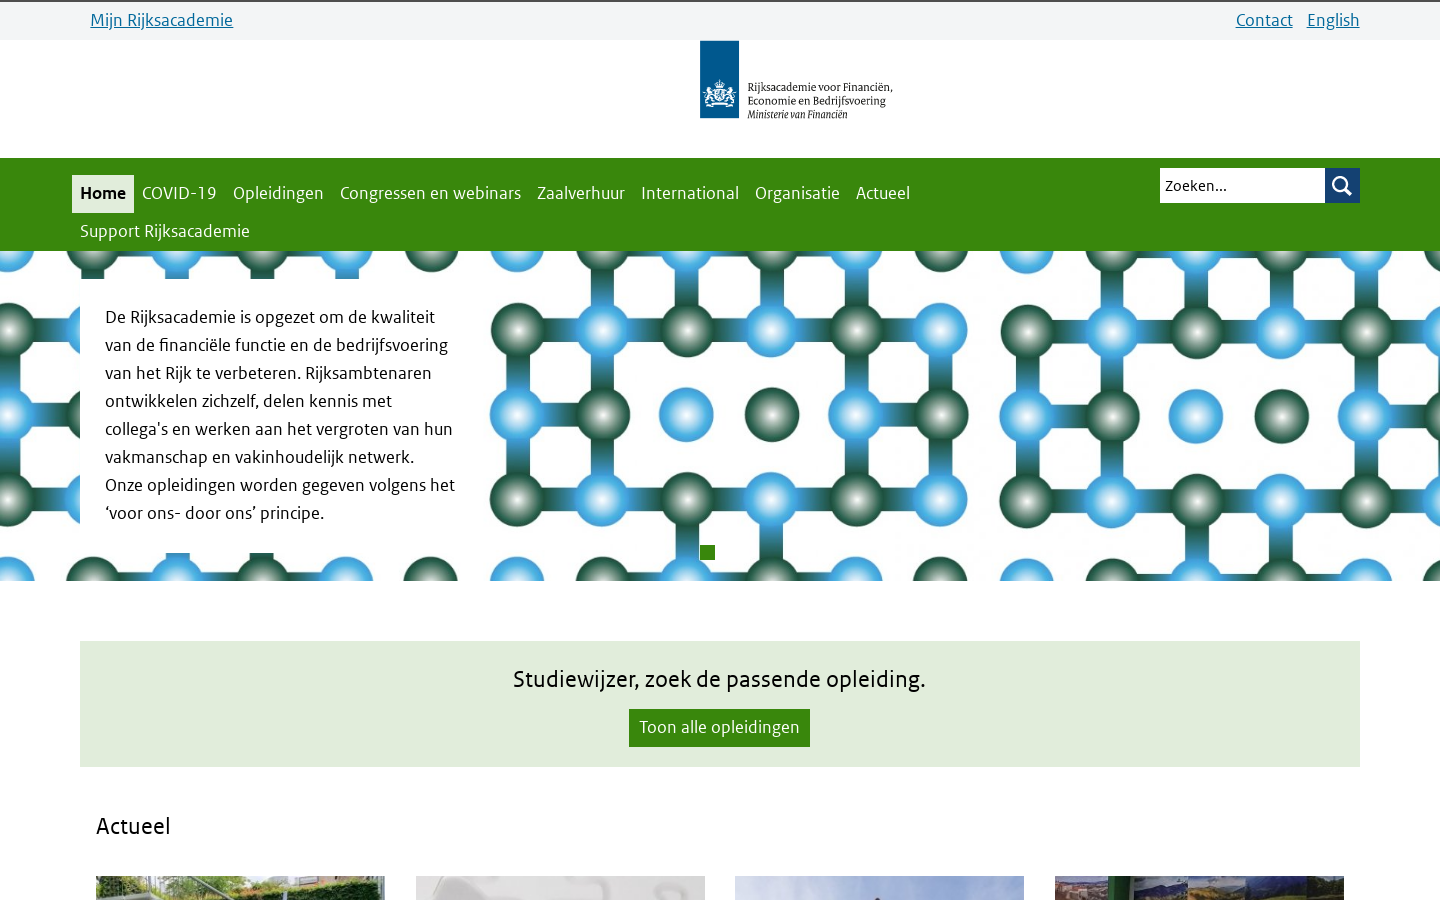 Mijn Rijksacademie
Contact English
Rijksacademie voor Financiën,
Economie en Bedrijfsvoering
Ministerie van Financiën
Home COVID-19 Opleidingen Congressen en webinars Zaalverhuur International Organisatie Actueel
Zoeken...
Support Rijksacademie
De Rijksacademie is opgezet om de kwaliteit
van de financiële functie en de bedrijfsvoering
van het Rijk te verbeteren. Rijksambtenaren
ontwikkelen zichzelf, delen kennis met
collega's en werken aan het vergroten van hun
vakmanschap en vakinhoudelijk netwerk.
Onze opleidingen worden gegeven volgens het
‘voor ons- door ons’ principe.
Studiewijzer, zoek de passende opleiding.
Toon alle opleidingen
Actueel